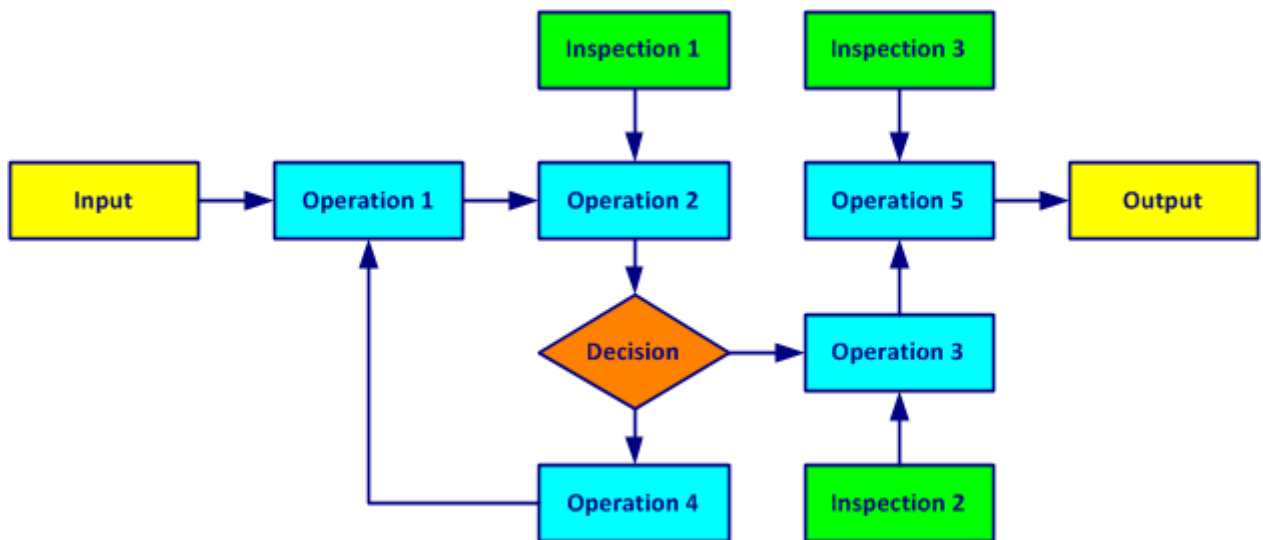 Inspection 1
Inspection 3
Input
Operation 1
Operation 2
Operation 5
Output
Decision
Operation 3
Operation 4
Inspection 2